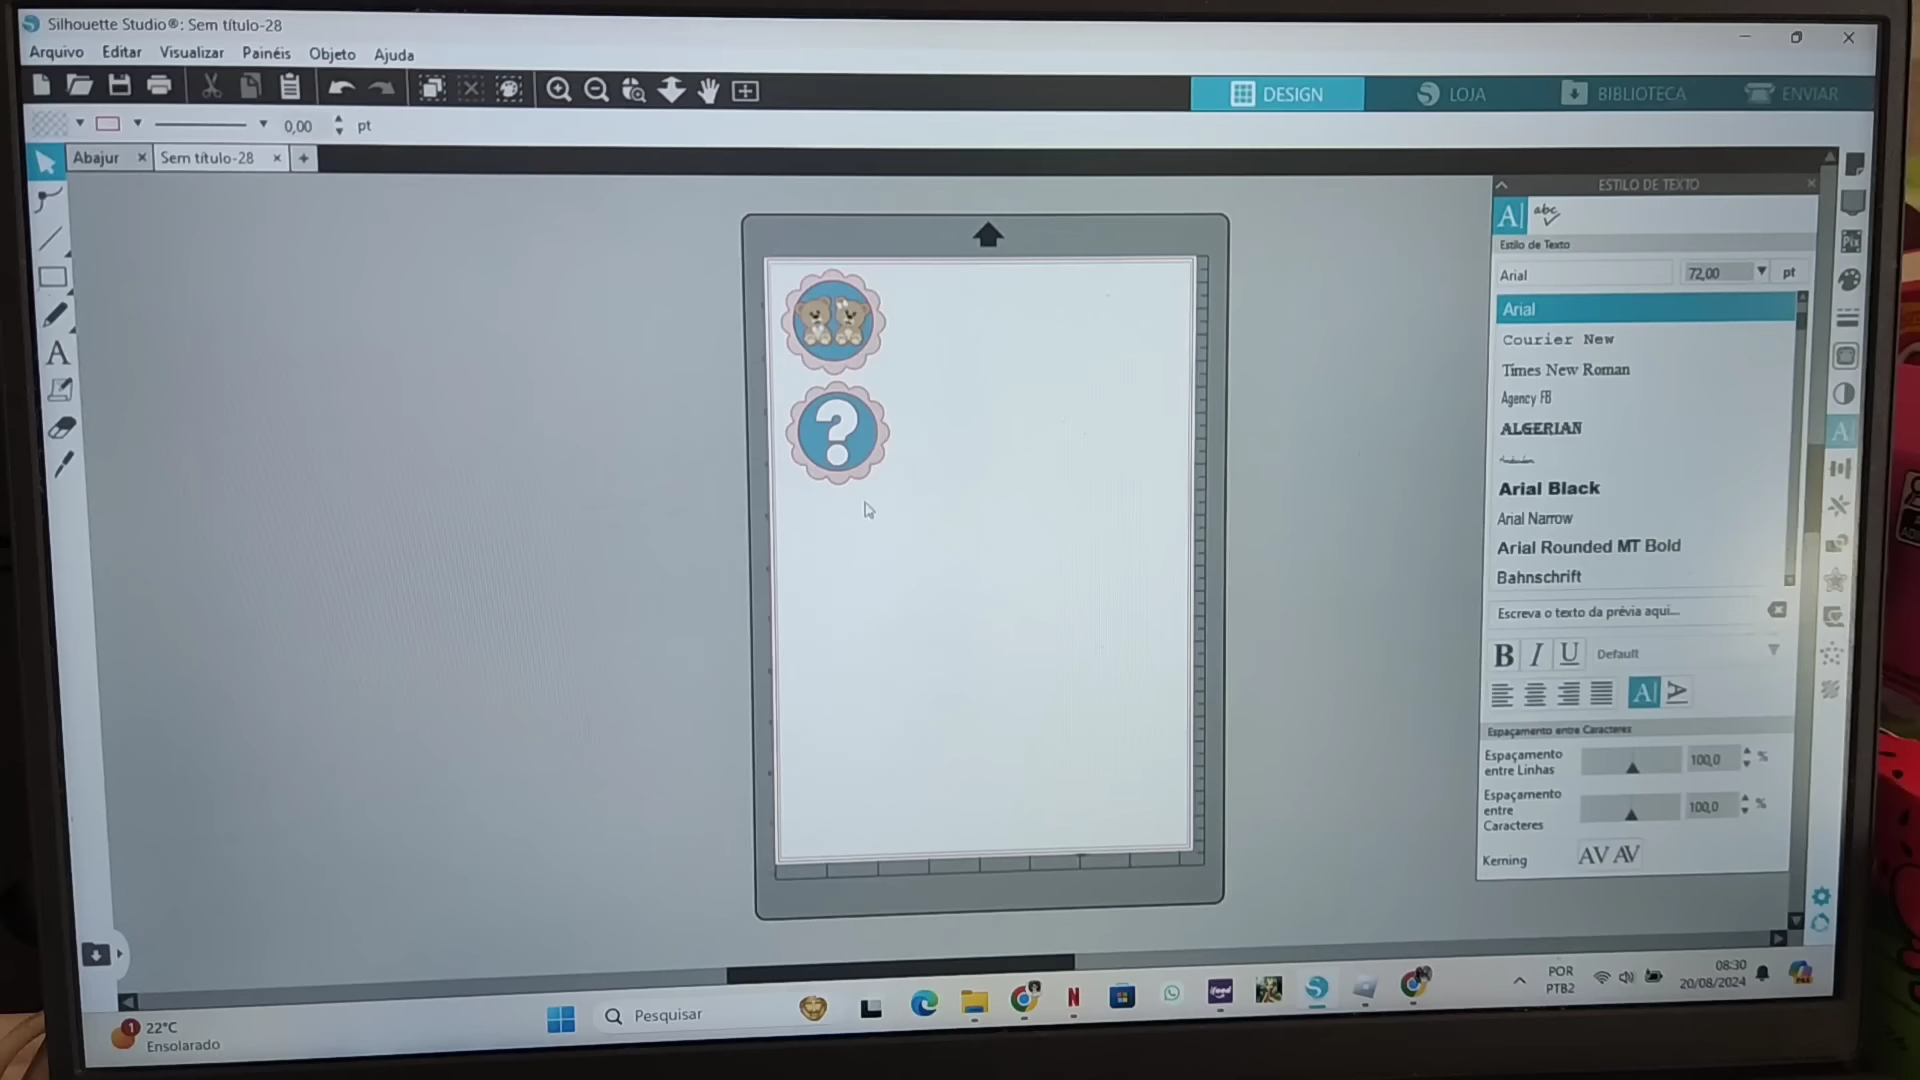 Silhouette Studio®: Sem título-28
Arquivo Editar Visualizar Painéis Objeto Ajuda
DESIGN LOJA BIBLIOTECA ENVIAR
0,00 pt
Abajur Sem título-28
ESTILO DE TEXTO
A abc
Estilo de Texto
Arial 72,00 pt
Arial
Courier New
Times New Roman
Agency FB
ALGERIAN
Arial Black
Arial Narrow
Arial Rounded MT Bold
Bahnschrift
Escreva o texto da prévia aqui...
B I U Default
Espaçamento entre Caracteres
Espaçamento
entre Linhas
100,0 %
Espaçamento
entre
Caracteres
100,0 %
Kerning AV AV
?
Pix
A
A
1
22°C
Ensolarado
Pesquisar
N
ifood
POR
PTB2
08:30
20/08/2024